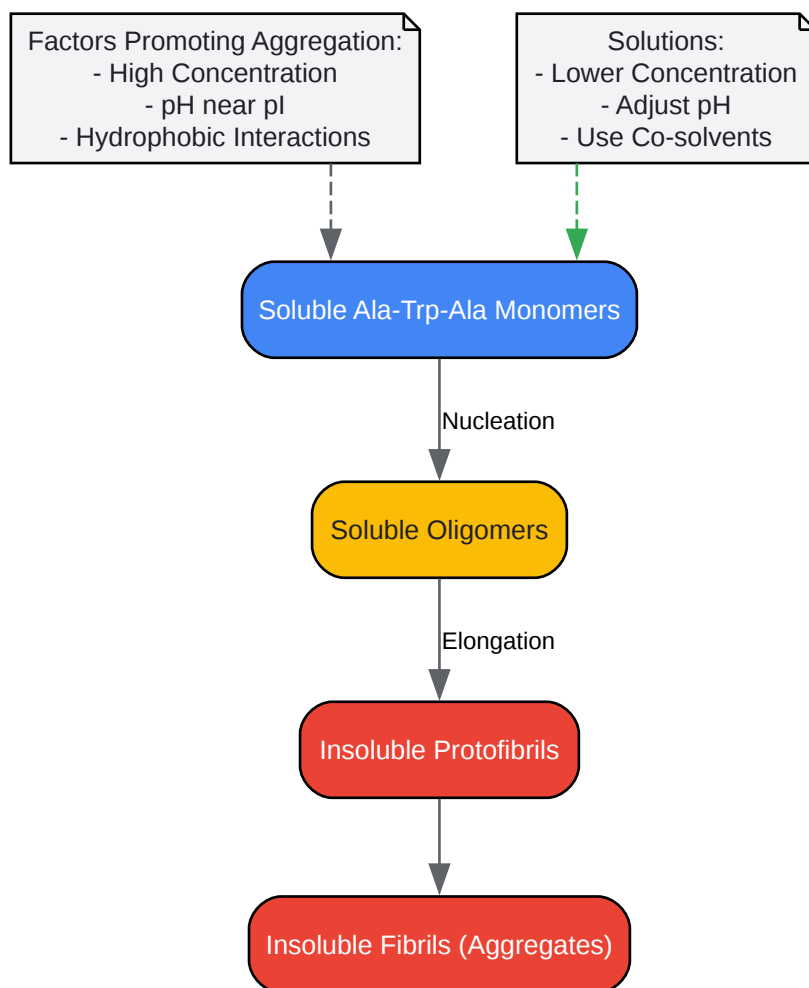 Factors Promoting Aggregation:
- High Concentration
- pH near pI
- Hydrophobic Interactions
Solutions:
- Lower Concentration
- Adjust pH
- Use Co-solvents
Soluble Ala-Trp-Ala Monomers
Nucleation
Soluble Oligomers
Elongation
Insoluble Protofibrils
Insoluble Fibrils (Aggregates)